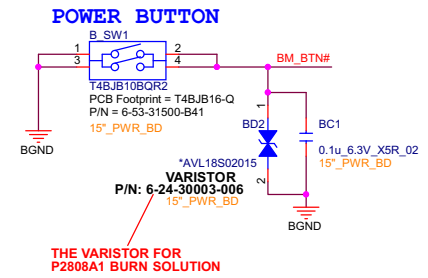 POWER BUTTON
B_SW1
1
2
3
4
BM_BTN#
T4BJB10BQR2
PCB Footprint = T4BJB16-Q
P/N = 6-53-31500-B41
15"_PWR_BD
BGND
1
BD2
BC1
0.1u_6.3V_X5R_02
15"_PWR_BD
*AVL18S02015
2
VARISTOR
P/N: 6-24-30003-006
15"_PWR_BD
BGND
THE VARISTOR FOR
P2808A1 BURN SOLUTION